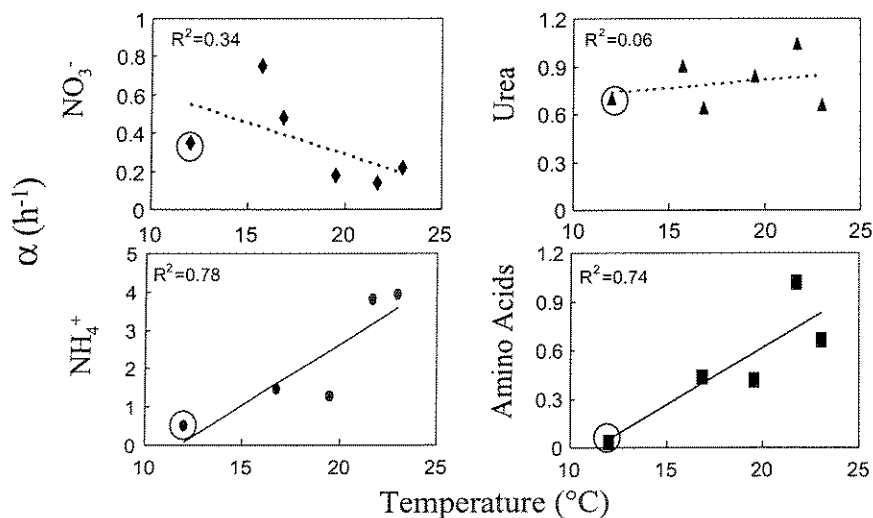 R²=0.34
NO₃⁻
1
0.8
0.6
0.4
0.2
0
10 15 20 25
R²=0.06
Urea
1.2
0.9
0.6
0.3
0
10 15 20 25
α (h⁻¹)
R²=0.78
NH₄⁺
5
4
3
2
1
0
10 15 20 25
R²=0.74
Amino Acids
1.2
0.9
0.6
0.3
0
10 15 20 25
Temperature (°C)